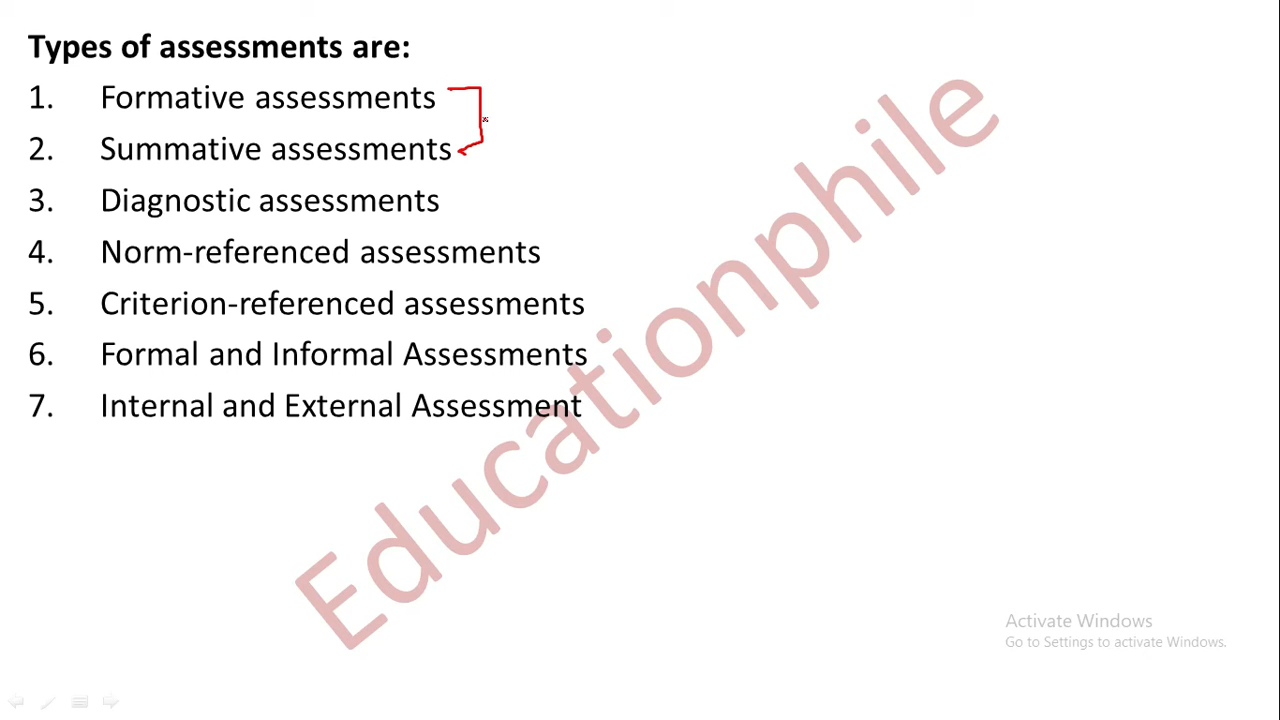 Types of assessments are:
1. Formative assessments
2. Summative assessments
3. Diagnostic assessments
4. Norm-referenced assessments
5. Criterion-referenced assessments
6. Formal and Informal Assessments
7. Internal and External Assessment
Educationphile
Activate Windows
Go to Settings to activate Windows.